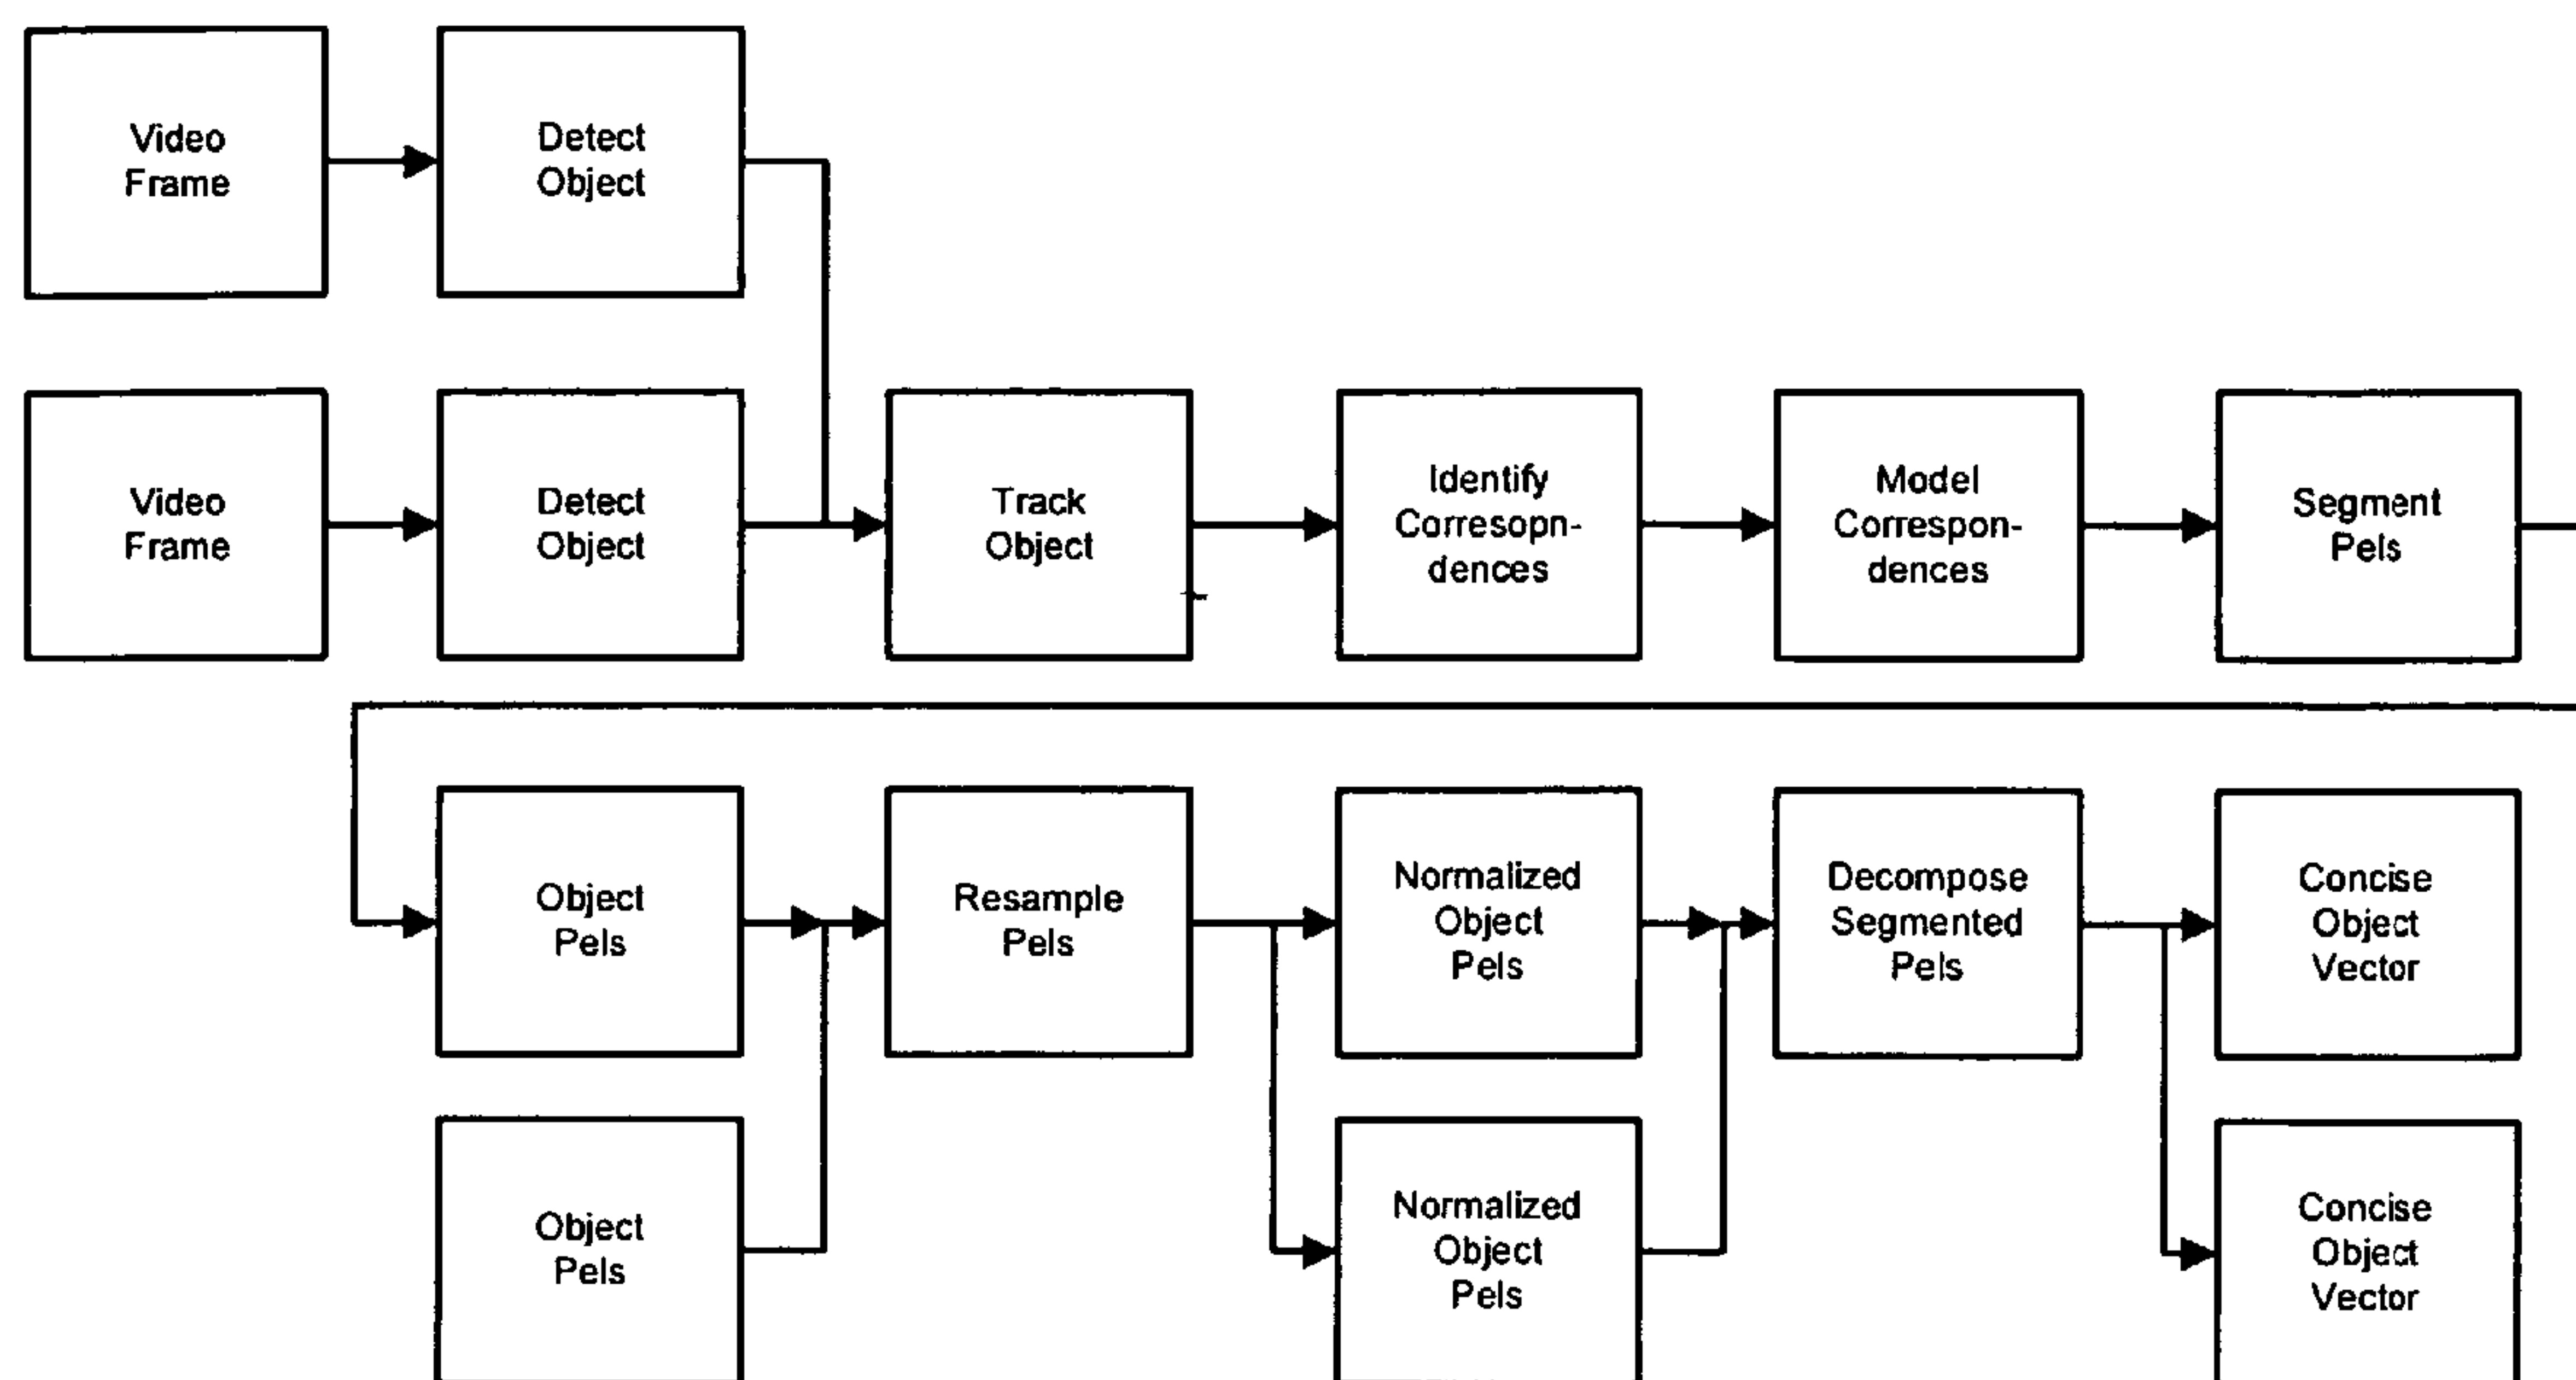 Video
Frame
Detect
Object
Video
Frame
Detect
Object
Track
Object
Identify
Corresopn-
dences
Model
Correspon-
dences
Segment
Pels
Object
Pels
Resample
Pels
Normalized
Object
Pels
Decompose
Segmented
Pels
Concise
Object
Vector
Object
Pels
Normalized
Object
Pels
Concise
Object
Vector